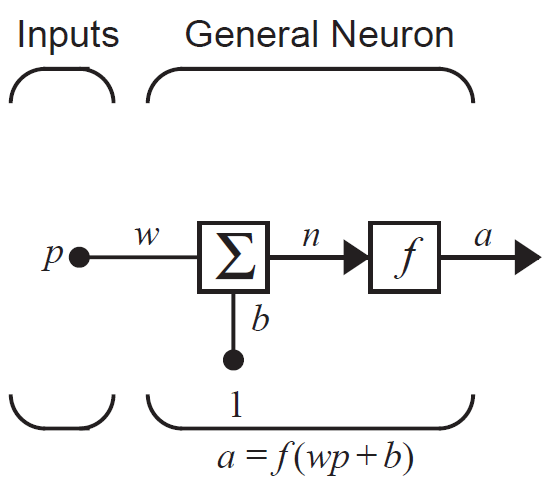 Inputs General Neuron
p w Σ n f a
b
1
a = f(wp + b)